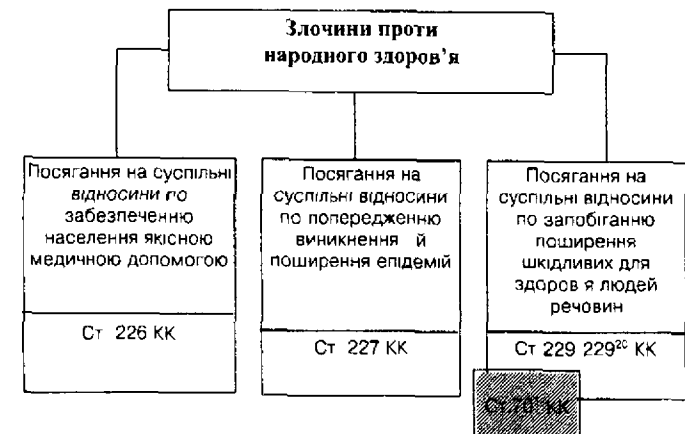 Злочини проти
народного здоров'я
Посягання на суспільні
відносини по
забезпеченню
населення якісною
медичною допомогою
Ст 226 КК
Посягання на
суспільні відносини
по попередженню
виникнення й
поширення епідемій
Ст 227 КК
Посягання на
суспільні відносини
по запобіганню
поширення
шкідливих для
здоров я людей
речовин
Ст 229 229²⁰ КК
Ст. КК